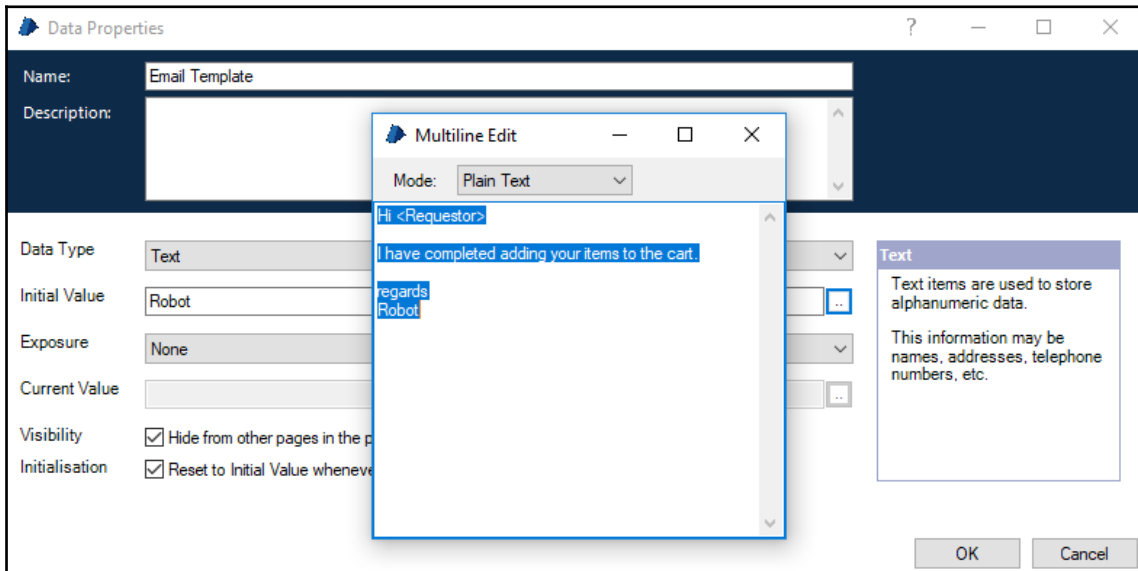 Data Properties
?
Name:
Email Template
Description:
Multiline Edit
Mode:
Plain Text
Hi <Requestor>
I have completed adding your items to the cart.
regards
Robot
Data Type
Text
Initial Value
Robot
..
Exposure
None
Current Value
..
Visibility
Hide from other pages in the p
Initialisation
Reset to Initial Value wheneve
Text
Text items are used to store
alphanumeric data.
This information may be
names, addresses, telephone
numbers, etc.
OK
Cancel